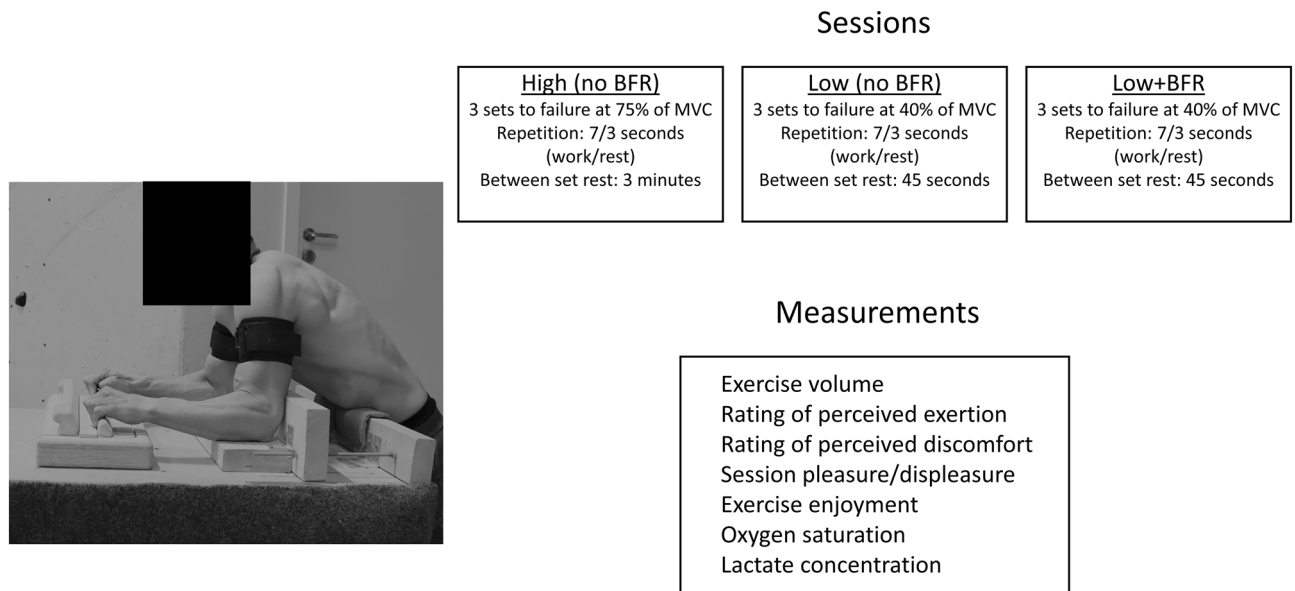 Sessions
High (no BFR)
3 sets to failure at 75% of MVC
Repetition: 7/3 seconds
(work/rest)
Between set rest: 3 minutes
Low (no BFR)
3 sets to failure at 40% of MVC
Repetition: 7/3 seconds
(work/rest)
Between set rest: 45 seconds
Low+BFR
3 sets to failure at 40% of MVC
Repetition: 7/3 seconds
(work/rest)
Between set rest: 45 seconds
Measurements
Exercise volume
Rating of perceived exertion
Rating of perceived discomfort
Session pleasure/displeasure
Exercise enjoyment
Oxygen saturation
Lactate concentration